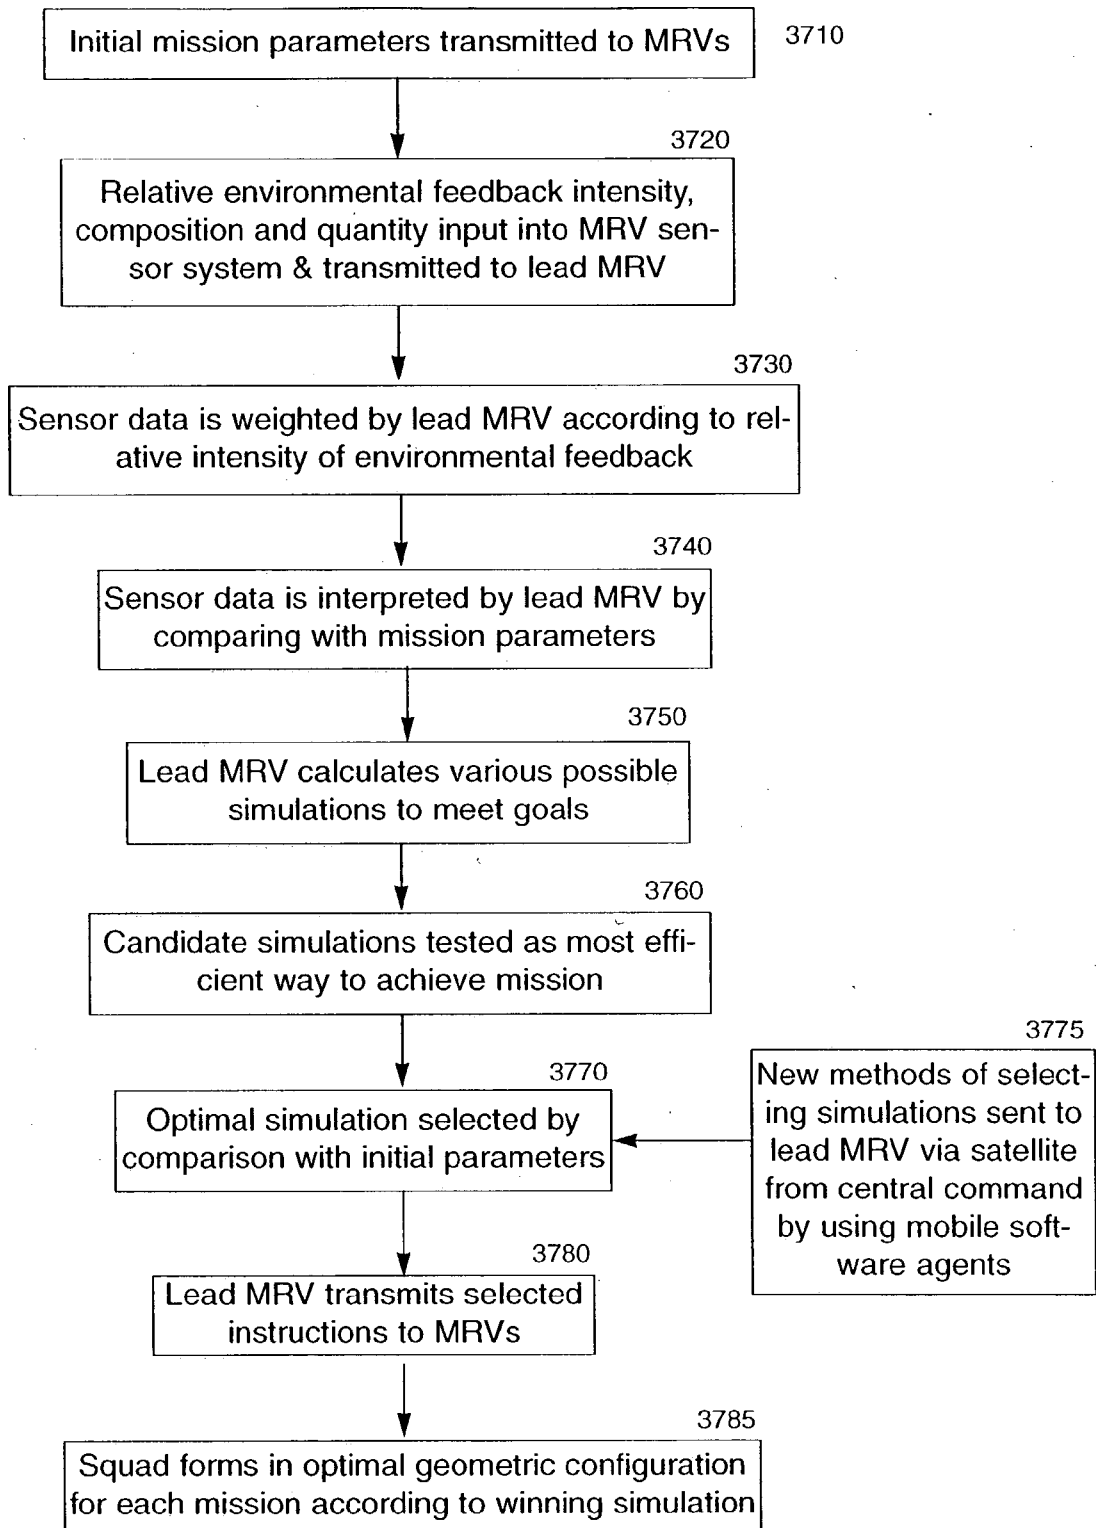 Initial mission parameters transmitted to MRVs
3710
3720
Relative environmental feedback intensity,
composition and quantity input into MRV sen-
sor system & transmitted to lead MRV
3730
Sensor data is weighted by lead MRV according to rel-
ative intensity of environmental feedback
3740
Sensor data is interpreted by lead MRV by
comparing with mission parameters
3750
Lead MRV calculates various possible
simulations to meet goals
3760
Candidate simulations tested as most effi-
cient way to achieve mission
3770
Optimal simulation selected by
comparison with initial parameters
3775
New methods of select-
ing simulations sent to
lead MRV via satellite
from central command
by using mobile soft-
ware agents
3780
Lead MRV transmits selected
instructions to MRVs
3785
Squad forms in optimal geometric configuration
for each mission according to winning simulation